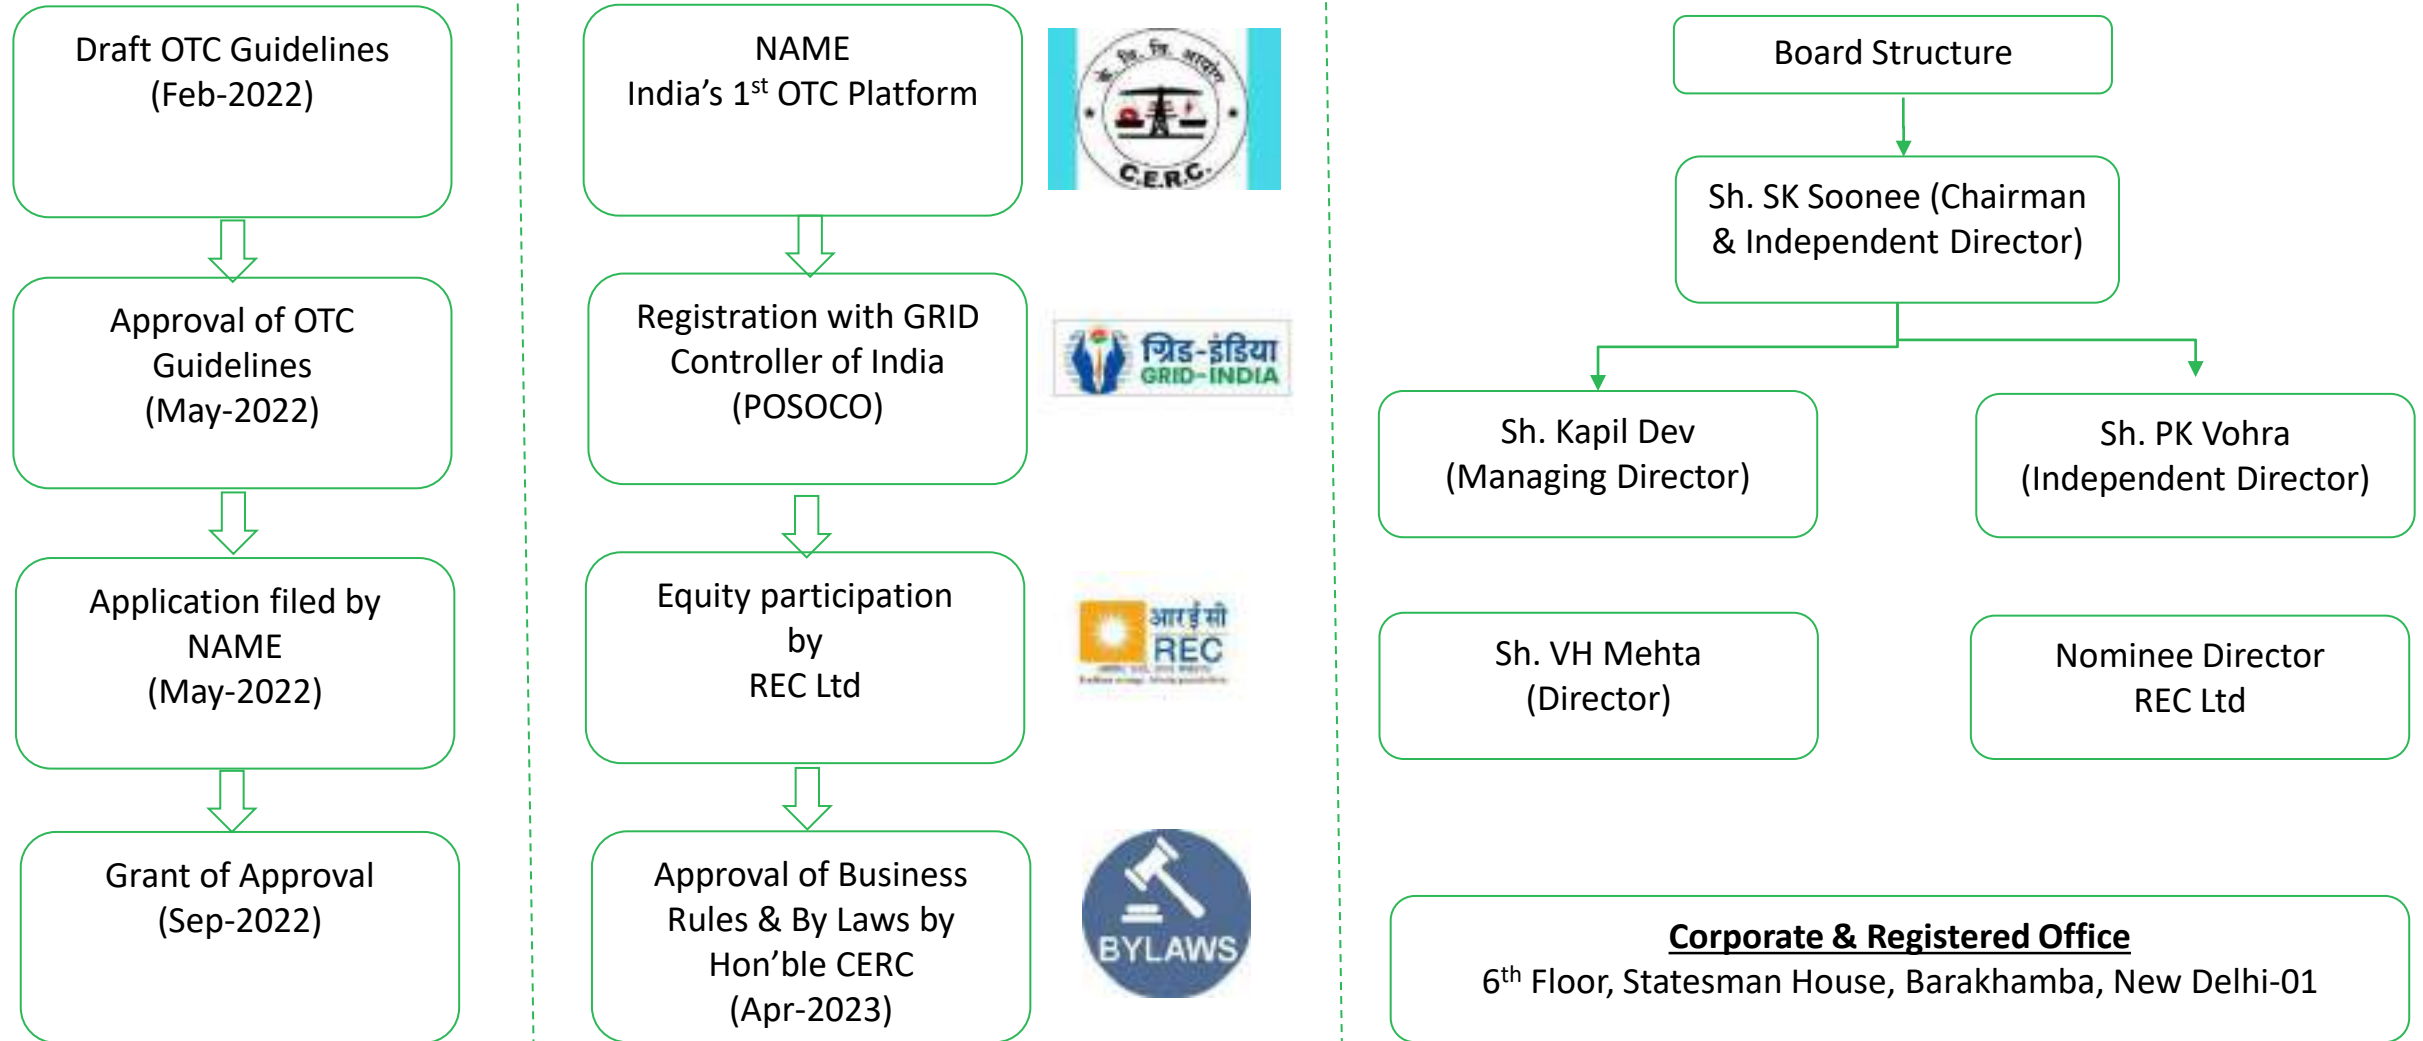 Draft OTC Guidelines
(Feb-2022)
Approval of OTC
Guidelines
(May-2022)
Application filed by
NAME
(May-2022)
Grant of Approval
(Sep-2022)
NAME
India's 1st OTC Platform
के. वि. वि. आयोग
C.E.R.C.
Registration with GRID
Controller of India
(POSOCO)
ग्रिड-इंडिया
GRID-INDIA
Equity participation
by
REC Ltd
आर ई सी
REC
Approval of Business
Rules & By Laws by
Hon'ble CERC
(Apr-2023)
BYLAWS
Board Structure
Sh. SK Soonee (Chairman
& Independent Director)
Sh. Kapil Dev
(Managing Director)
Sh. PK Vohra
(Independent Director)
Sh. VH Mehta
(Director)
Nominee Director
REC Ltd
Corporate & Registered Office
6th Floor, Statesman House, Barakhamba, New Delhi-01